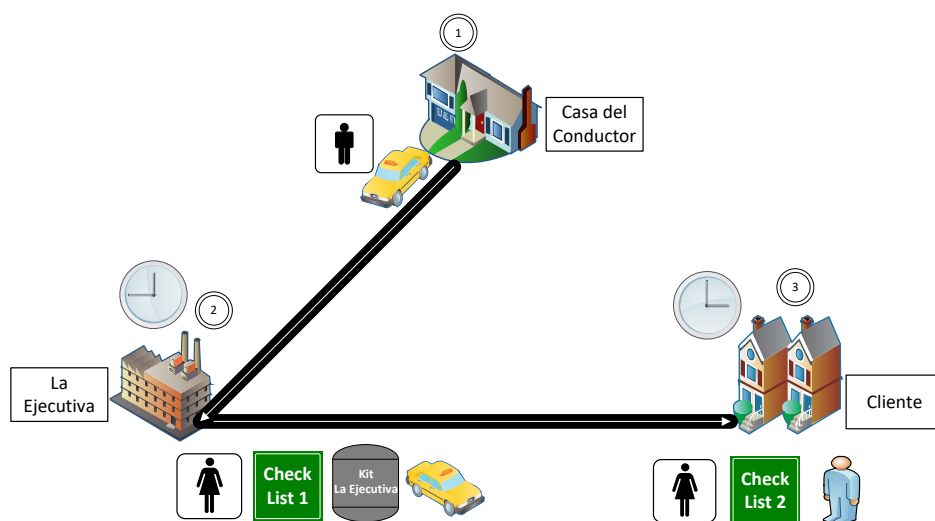 1
Casa del
Conductor
2
3
La
Ejecutiva
Cliente
Check
List 1
Kit
La Ejecutiva
Check
List 2